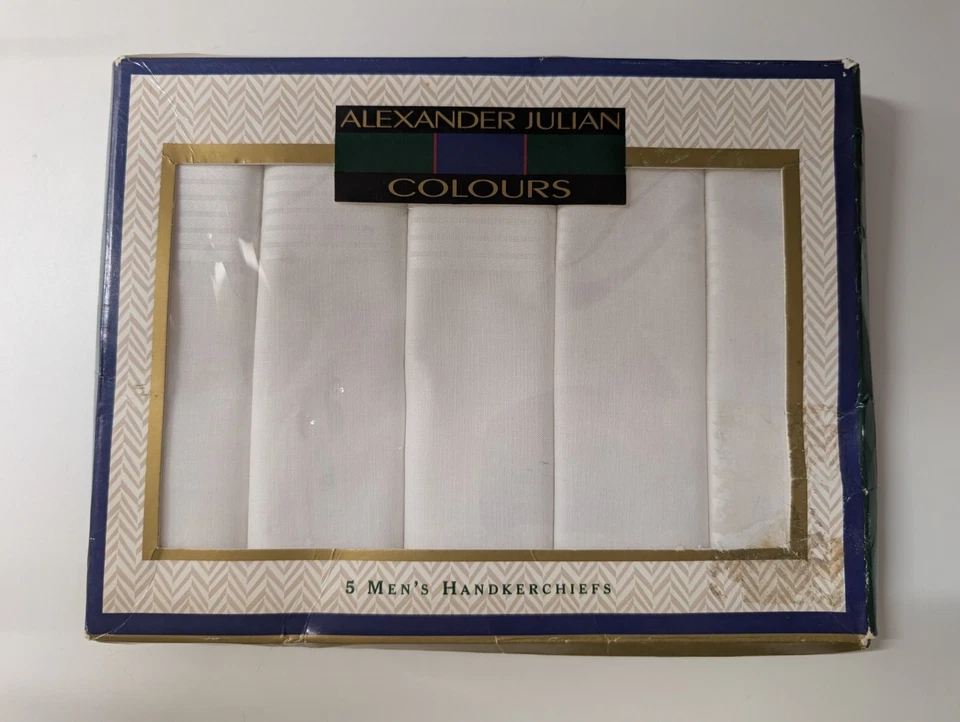 ALEXANDER JULIAN
COLOURS
5 MEN'S HANDKERCHIEFS